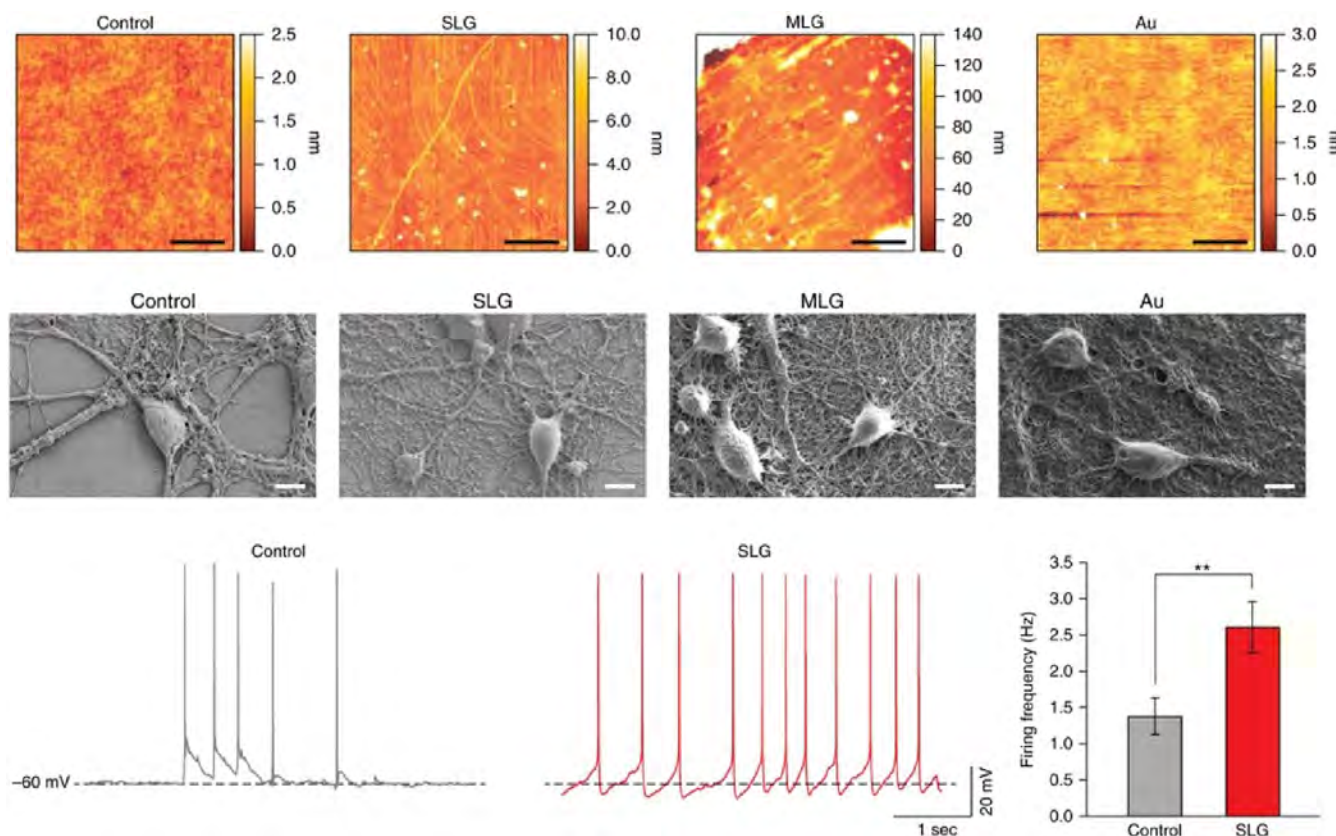 Control
2.5
2.0
1.5
1.0
0.5
0.0
nm
SLG
10.0
8.0
6.0
4.0
2.0
0.0
nm
MLG
140
120
100
80
60
40
20
0
nm
Au
3.0
2.5
2.0
1.5
1.0
0.5
0.0
nm
Control
SLG
MLG
Au
Control
−60 mV
SLG
20 mV
1 sec
Firing frequency (Hz)
3.5
3.0
2.5
2.0
1.5
1.0
0.5
0.0
**
Control
SLG